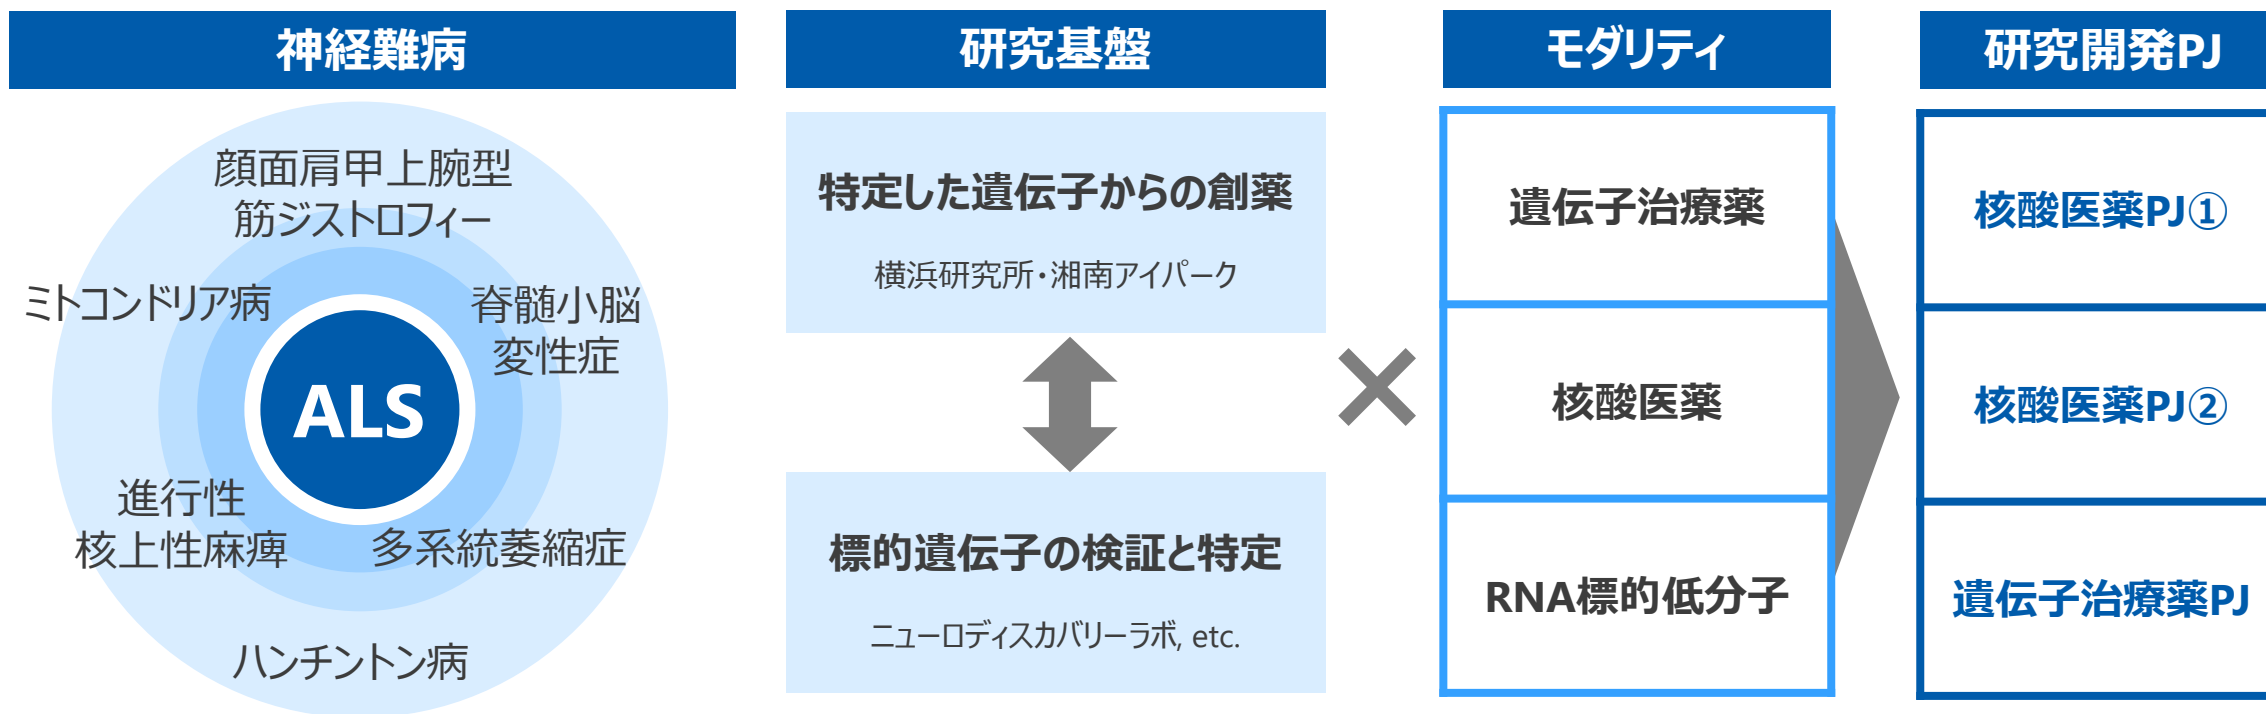 神経難病
顔面肩甲上腕型
筋ジストロフィー
ミトコンドリア病
脊髄小脳
変性症
ALS
進行性
核上性麻痺
多系統萎縮症
ハンチントン病
研究基盤
特定した遺伝子からの創薬
横浜研究所・湘南アイパーク
標的遺伝子の検証と特定
ニューロディスカバリーラボ, etc.
×
モダリティ
遺伝子治療薬
核酸医薬
RNA標的低分子
研究開発PJ
核酸医薬PJ①
核酸医薬PJ②
遺伝子治療薬PJ